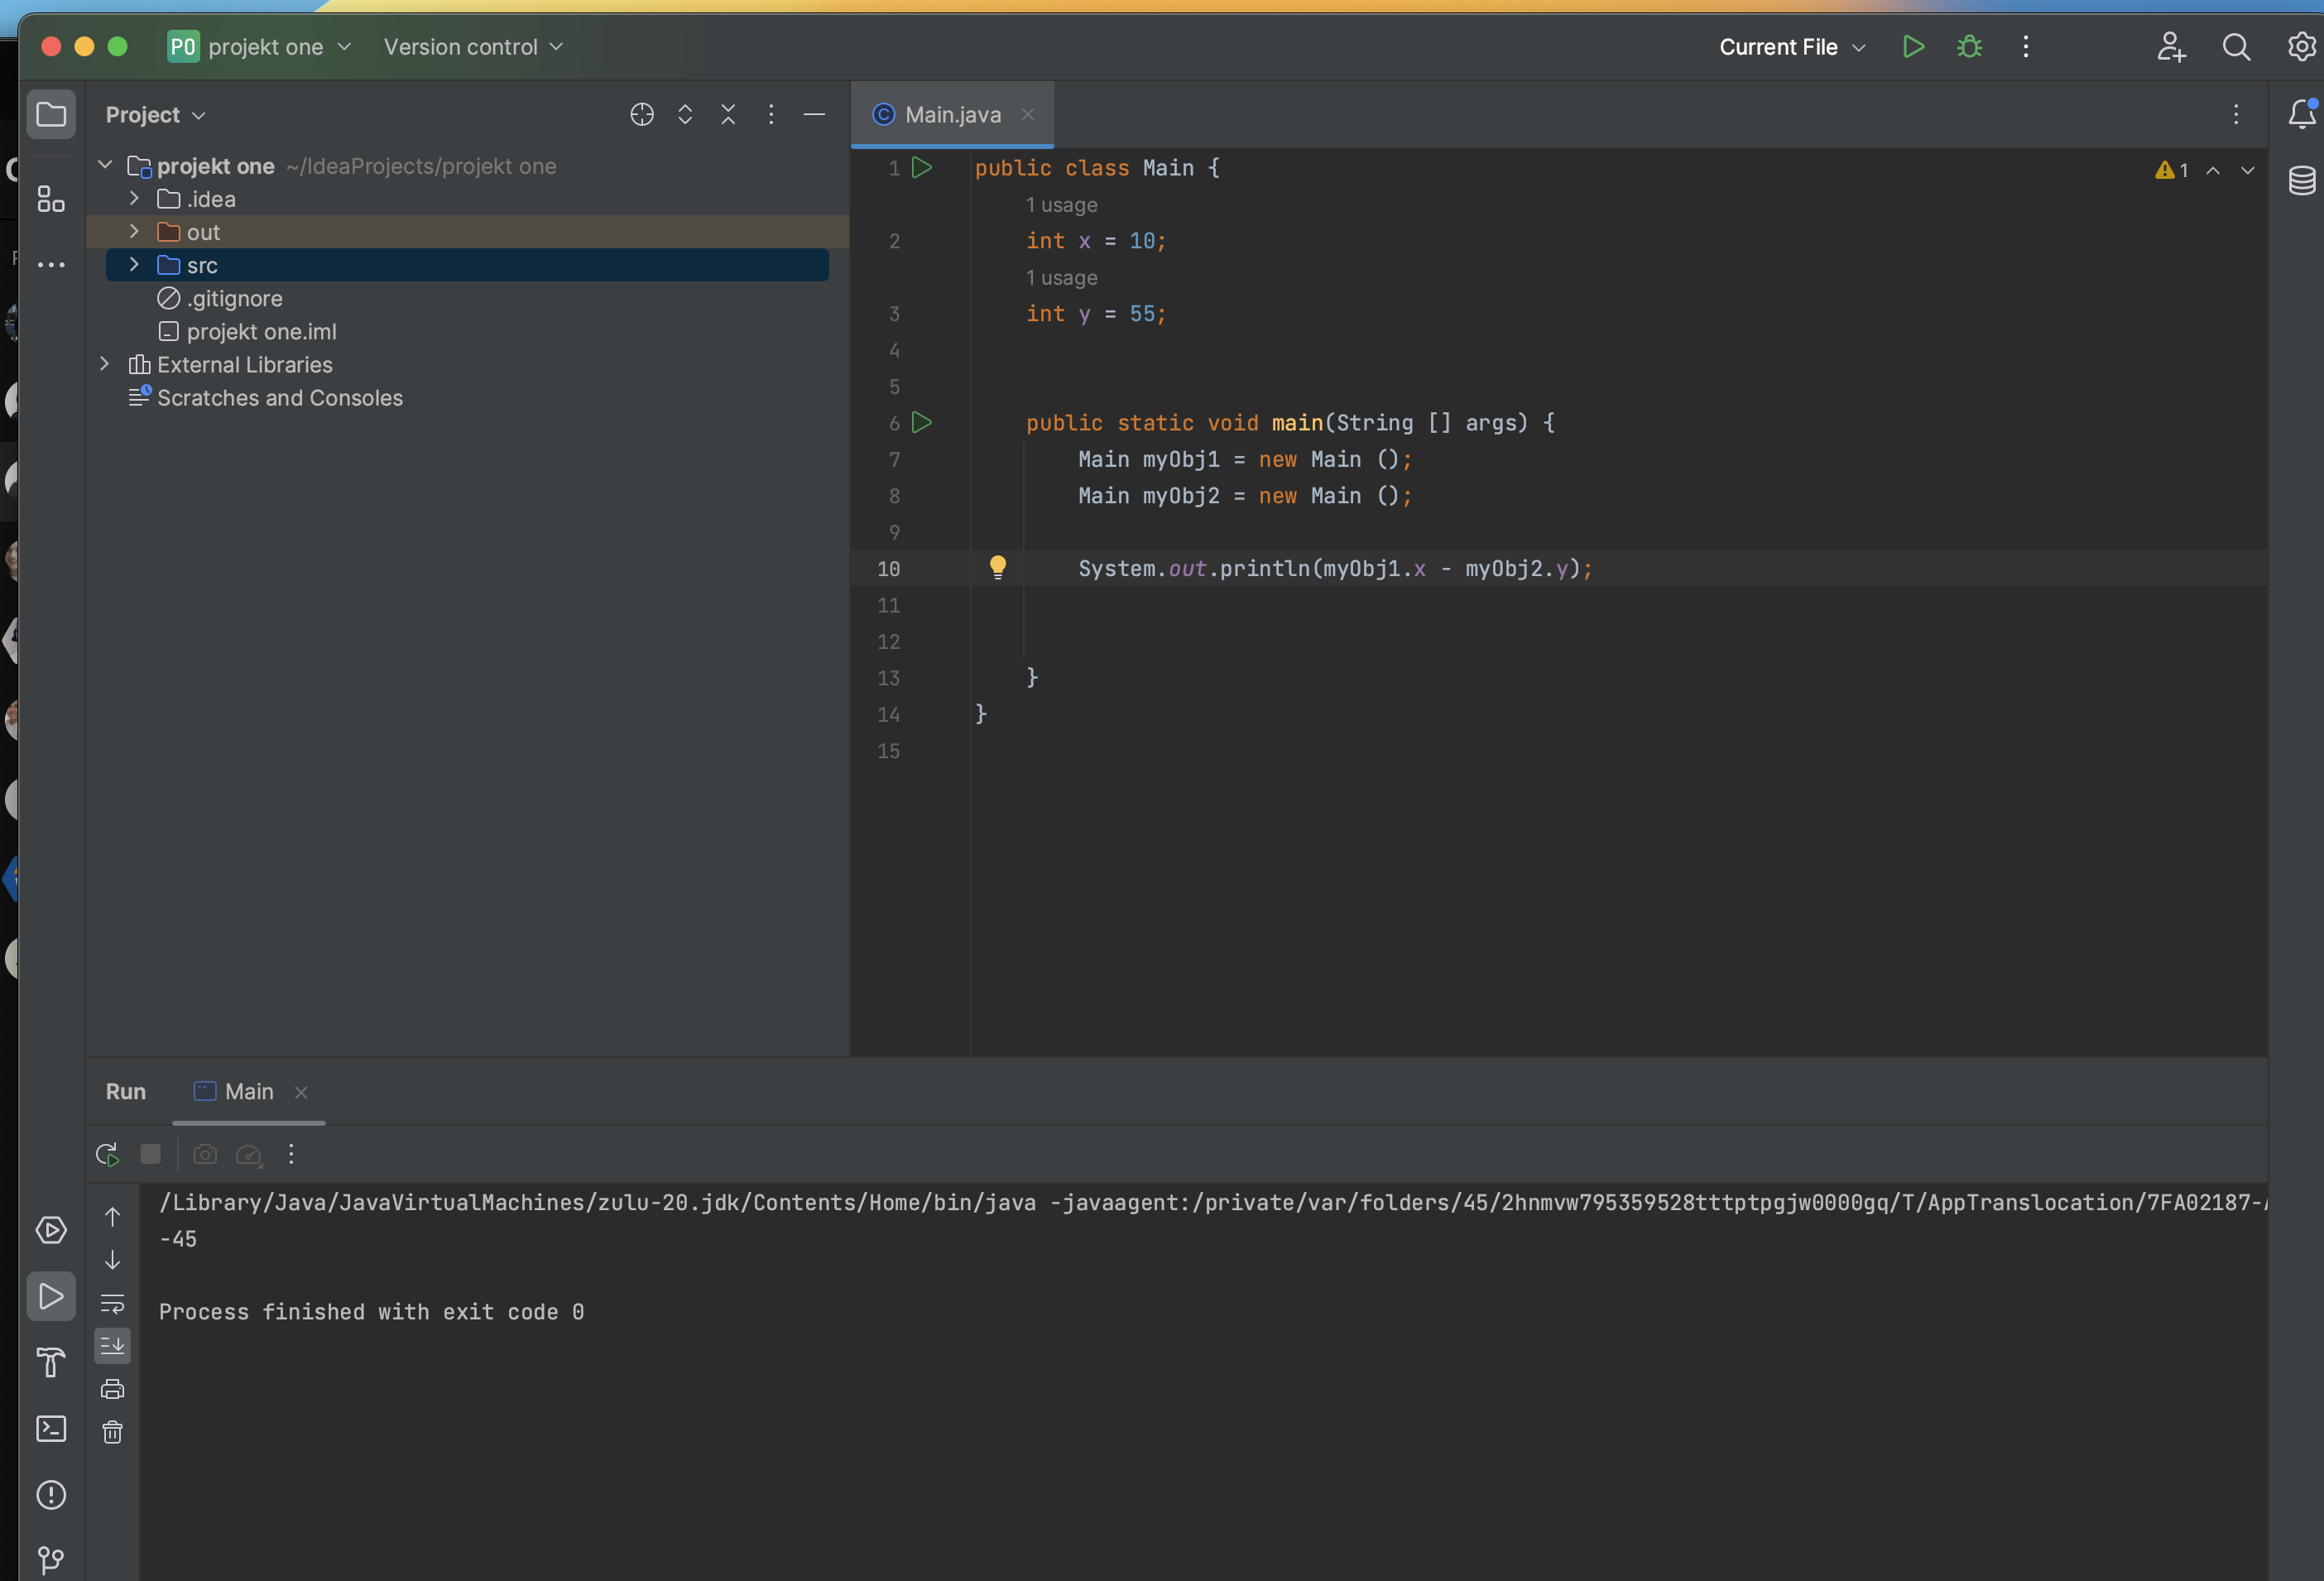 PO projekt one Version control Current File
Project
Main.java
projekt one ~/IdeaProjects/projekt one
.idea
out
src
.gitignore
projekt one.iml
External Libraries
Scratches and Consoles
1 public class Main {
1 usage
2 int x = 10;
1 usage
3 int y = 55;
4
5
6 public static void main(String [] args) {
7 Main myObj1 = new Main ();
8 Main myObj2 = new Main ();
9
10 System.out.println(myObj1.x - myObj2.y);
11
12
13 }
14 }
15
1
Run Main
/Library/Java/JavaVirtualMachines/zulu-20.jdk/Contents/Home/bin/java -javaagent:/private/var/folders/45/2hnmvw795359528tttptpgjw0000gq/T/AppTranslocation/7FA02187-
-45
Process finished with exit code 0